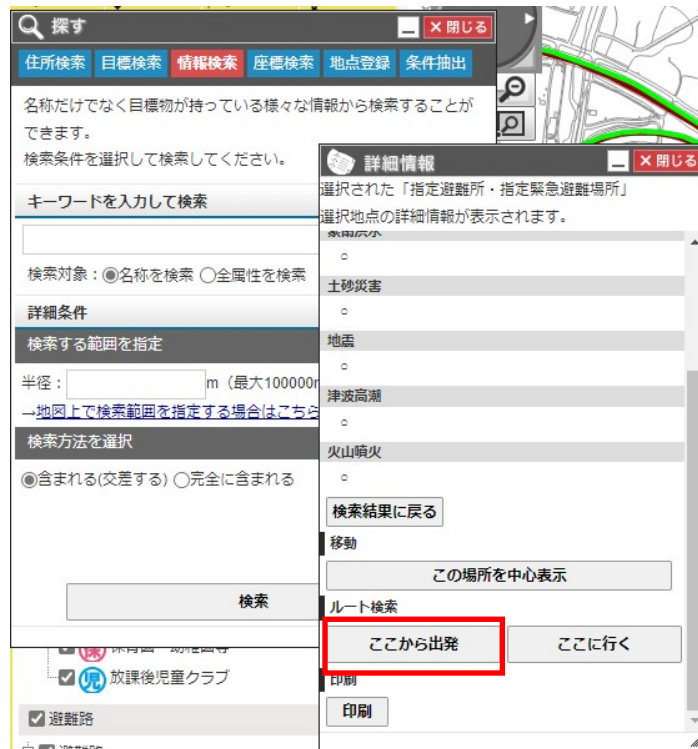 探す
×閉じる
住所検索 目標検索 情報検索 座標検索 地点登録 条件抽出
名称だけでなく目標物が持っている様々な情報から検索することが
できます。
検索条件を選択して検索してください。
キーワードを入力して検索
検索対象：◉名称を検索 ○全属性を検索
詳細条件
検索する範囲を指定
半径： m（最大100000m
→地図上で検索範囲を指定する場合はこちら
検索方法を選択
◉含まれる(交差する) ○完全に含まれる
検索
放課後児童クラブ
避難路
詳細情報
×閉じる
選択された「指定避難所・指定緊急避難場所」
選択地点の詳細情報が表示されます。
○
土砂災害
○
地震
○
津波高潮
○
火山噴火
○
検索結果に戻る
移動
この場所を中心表示
ルート検索
ここから出発 ここに行く
印刷
印刷